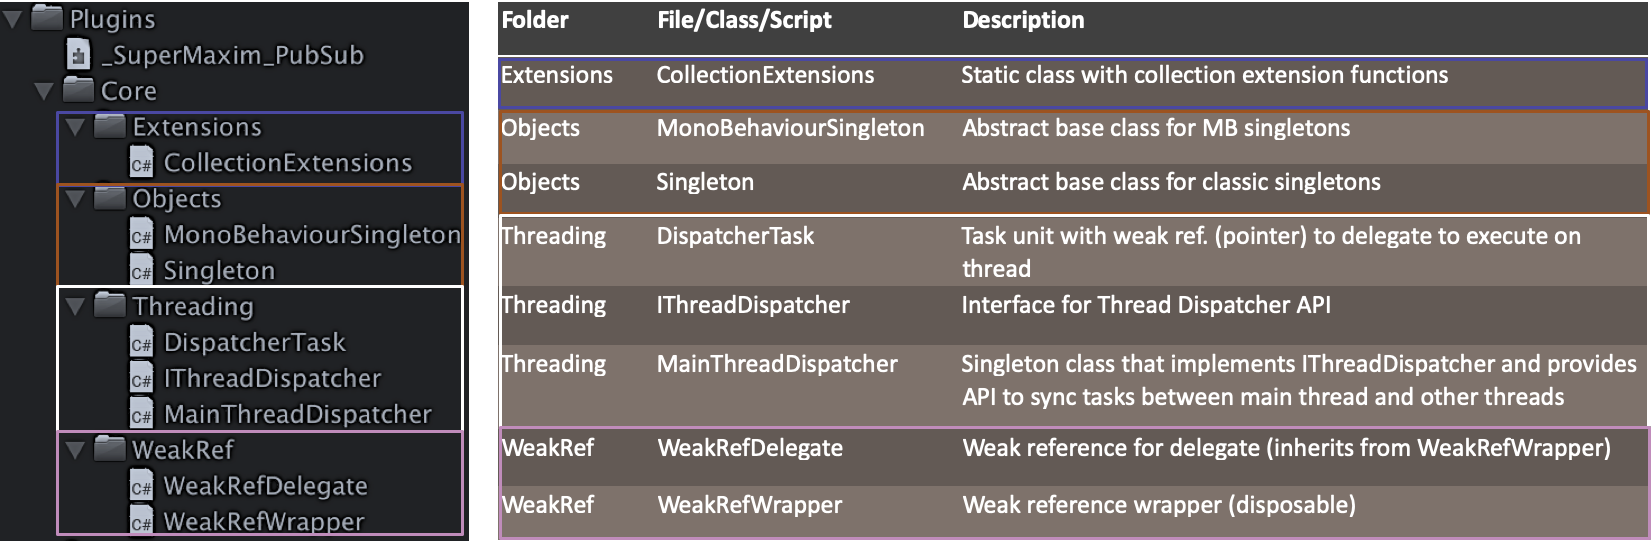 Plugins
_SuperMaxim_PubSub
Core
Extensions
C# CollectionExtensions
Objects
C# MonoBehaviourSingleton
C# Singleton
Threading
C# DispatcherTask
C# IThreadDispatcher
C# MainThreadDispatcher
WeakRef
C# WeakRefDelegate
C# WeakRefWrapper
Folder File/Class/Script Description
Extensions CollectionExtensions Static class with collection extension functions
Objects MonoBehaviourSingleton Abstract base class for MB singletons
Objects Singleton Abstract base class for classic singletons
Threading DispatcherTask Task unit with weak ref. (pointer) to delegate to execute on
thread
Threading IThreadDispatcher Interface for Thread Dispatcher API
Threading MainThreadDispatcher Singleton class that implements IThreadDispatcher and provides
API to sync tasks between main thread and other threads
WeakRef WeakRefDelegate Weak reference for delegate (inherits from WeakRefWrapper)
WeakRef WeakRefWrapper Weak reference wrapper (disposable)